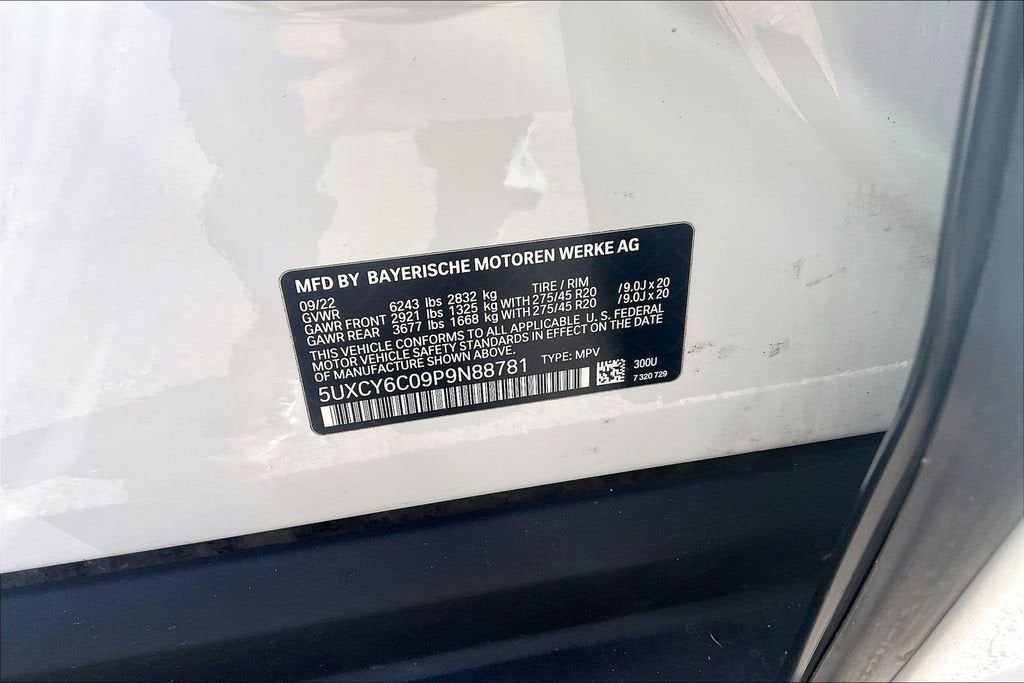 MFD BY BAYERISCHE MOTOREN WERKE AG
09/22
GVWR 6243 lbs 2832 kg TIRE / RIM
GAWR FRONT 2921 lbs 1325 kg WITH 275/45 R20 /9.0J x 20
GAWR REAR 3677 lbs 1668 kg WITH 275/45 R20 /9.0J x 20
THIS VEHICLE CONFORMS TO ALL APPLICABLE U. S. FEDERAL
MOTOR VEHICLE SAFETY STANDARDS IN EFFECT ON THE DATE
OF MANUFACTURE SHOWN ABOVE.
5UXCY6C09P9N88781 TYPE: MPV
300U
7 320 729